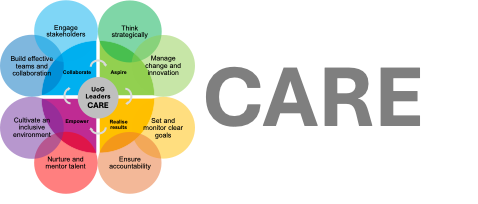 Engage
stakeholders
Think
strategically
Build effective
teams and
collaboration
Collaborate
Aspire
Manage
change and
innovation
UoG
Leaders
CARE
CARE
Cultivate an
inclusive
environment
Empower
Realise
results
Set and
monitor clear
goals
Nurture and
mentor talent
Ensure
accountability